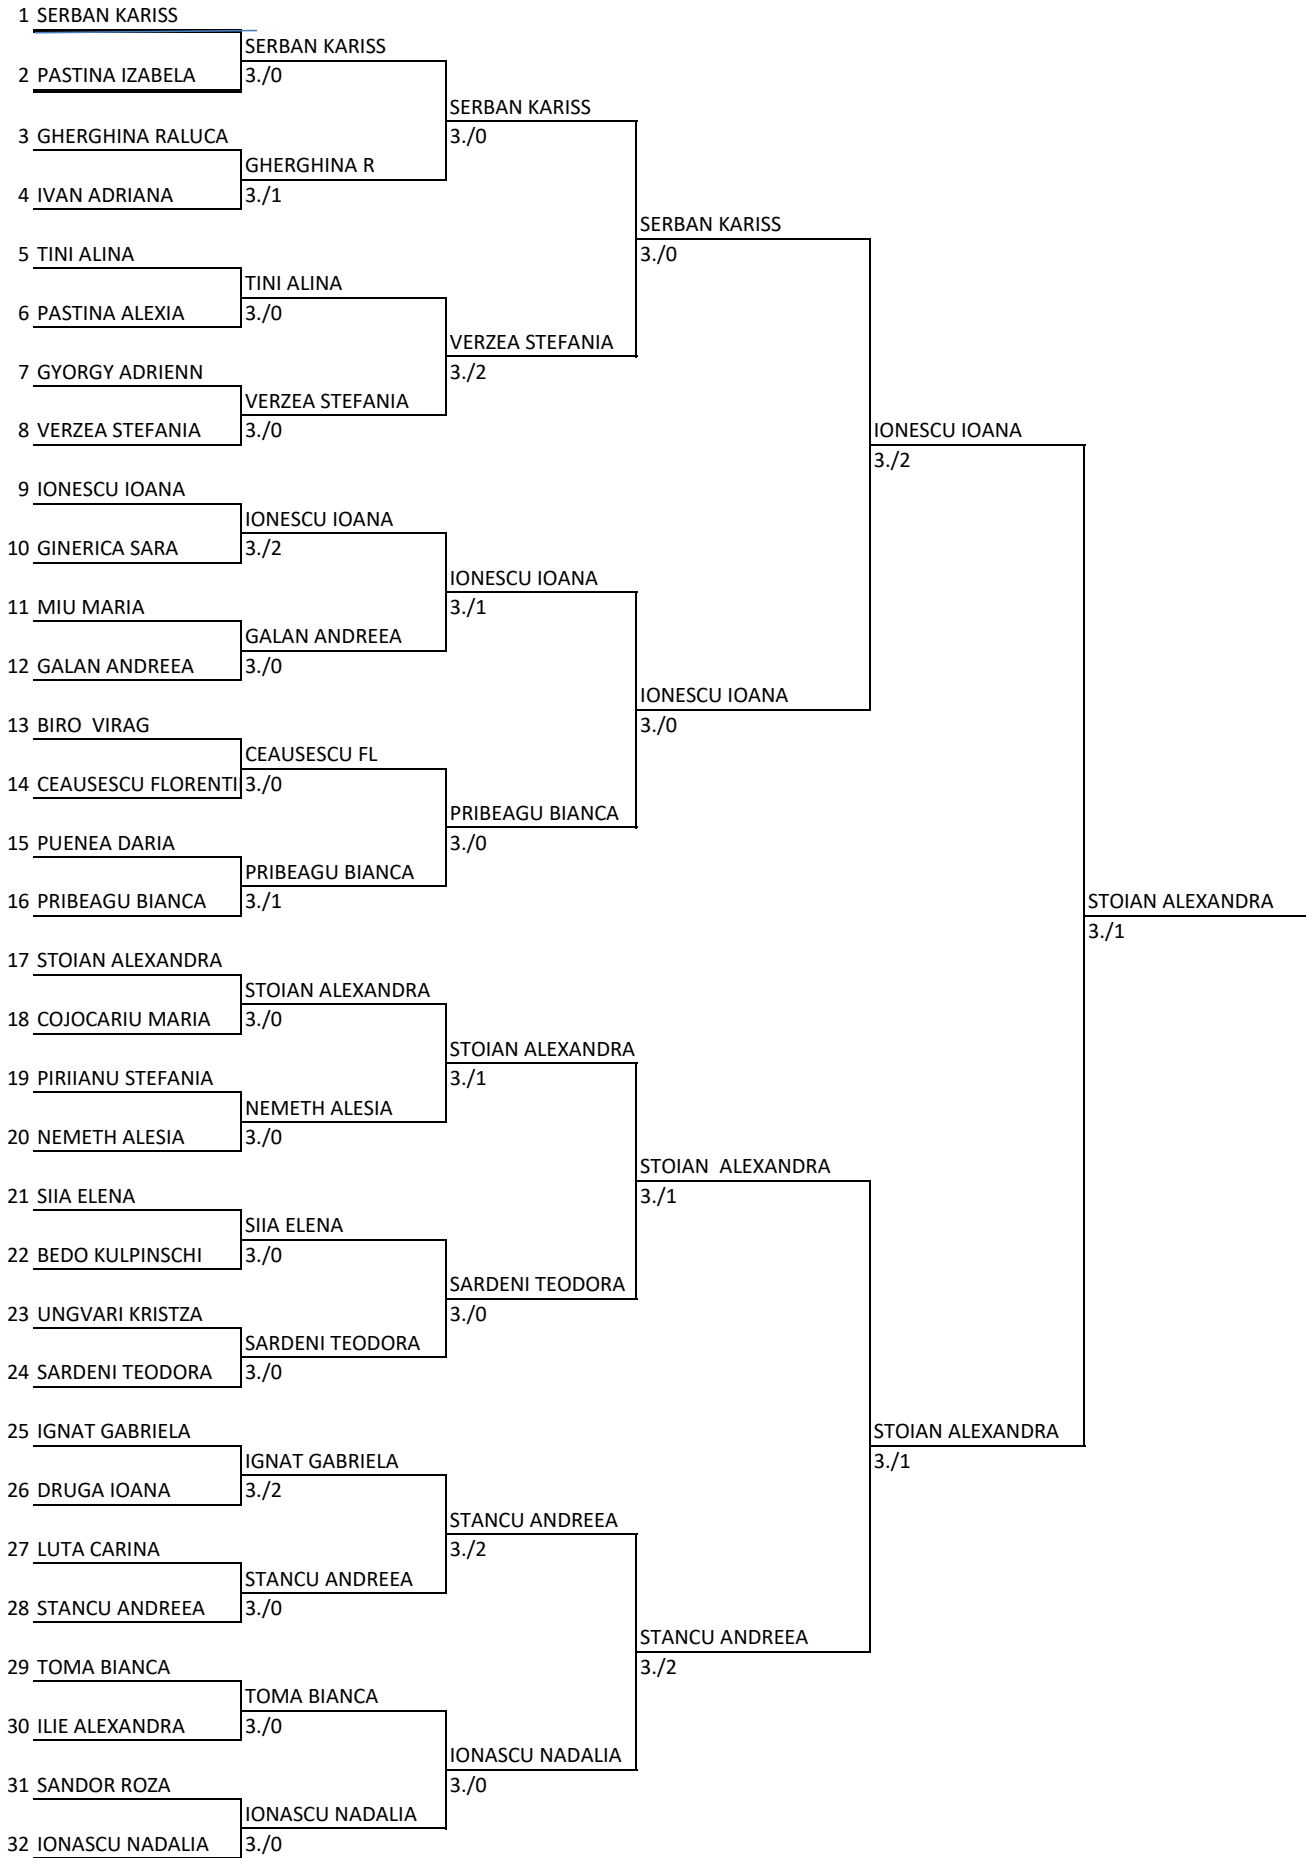 1 SERBAN KARISS
SERBAN KARISS
2 PASTINA IZABELA 3./0
SERBAN KARISS
3 GHERGHINA RALUCA 3./0
GHERGHINA R
4 IVAN ADRIANA 3./1
SERBAN KARISS
5 TINI ALINA 3./0
TINI ALINA
6 PASTINA ALEXIA 3./0
VERZEA STEFANIA
7 GYORGY ADRIENN 3./2
VERZEA STEFANIA
8 VERZEA STEFANIA 3./0 IONESCU IOANA
3./2
9 IONESCU IOANA
IONESCU IOANA
10 GINERICA SARA 3./2
IONESCU IOANA
11 MIU MARIA 3./1
GALAN ANDREEA
12 GALAN ANDREEA 3./0
IONESCU IOANA
13 BIRO  VIRAG 3./0
CEAUSESCU FL
14 CEAUSESCU FLORENTI 3./0
PRIBEAGU BIANCA
15 PUENEA DARIA 3./0
PRIBEAGU BIANCA
16 PRIBEAGU BIANCA 3./1 STOIAN ALEXANDRA
3./1
17 STOIAN ALEXANDRA
STOIAN ALEXANDRA
18 COJOCARIU MARIA 3./0
STOIAN ALEXANDRA
19 PIRIIANU STEFANIA 3./1
NEMETH ALESIA
20 NEMETH ALESIA 3./0
STOIAN  ALEXANDRA
21 SIIA ELENA 3./1
SIIA ELENA
22 BEDO KULPINSCHI 3./0
SARDENI TEODORA
23 UNGVARI KRISTZA 3./0
SARDENI TEODORA
24 SARDENI TEODORA 3./0
25 IGNAT GABRIELA STOIAN ALEXANDRA
IGNAT GABRIELA 3./1
26 DRUGA IOANA 3./2
STANCU ANDREEA
27 LUTA CARINA 3./2
STANCU ANDREEA
28 STANCU ANDREEA 3./0
STANCU ANDREEA
29 TOMA BIANCA 3./2
TOMA BIANCA
30 ILIE ALEXANDRA 3./0
IONASCU NADALIA
31 SANDOR ROZA 3./0
IONASCU NADALIA
32 IONASCU NADALIA 3./0